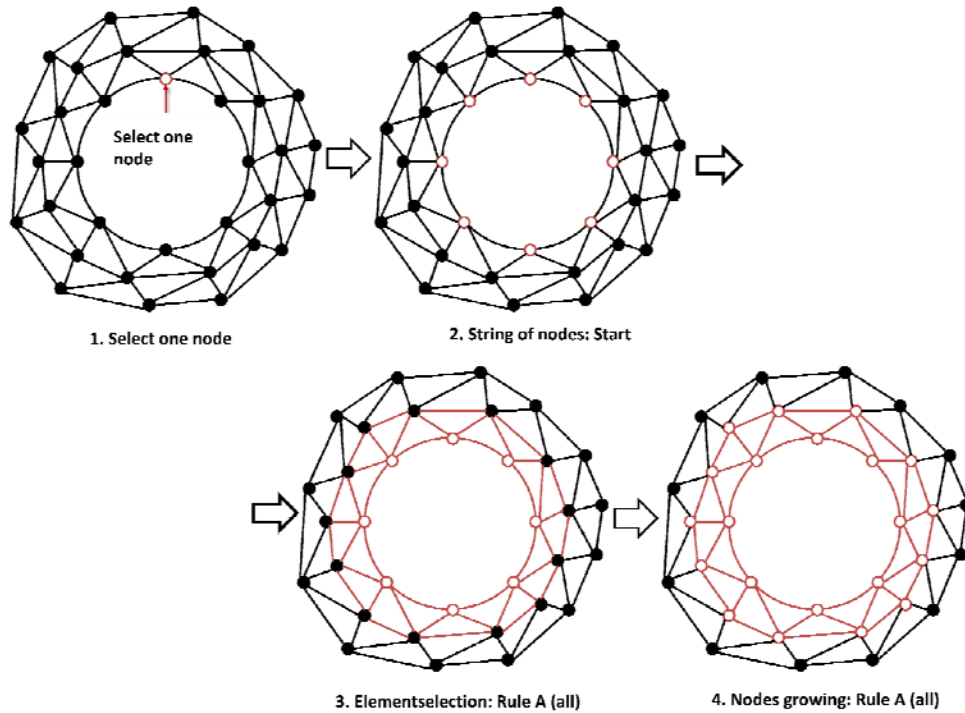 Select one
node
1. Select one node
2. String of nodes: Start
3. Elementselection: Rule A (all)
4. Nodes growing: Rule A (all)